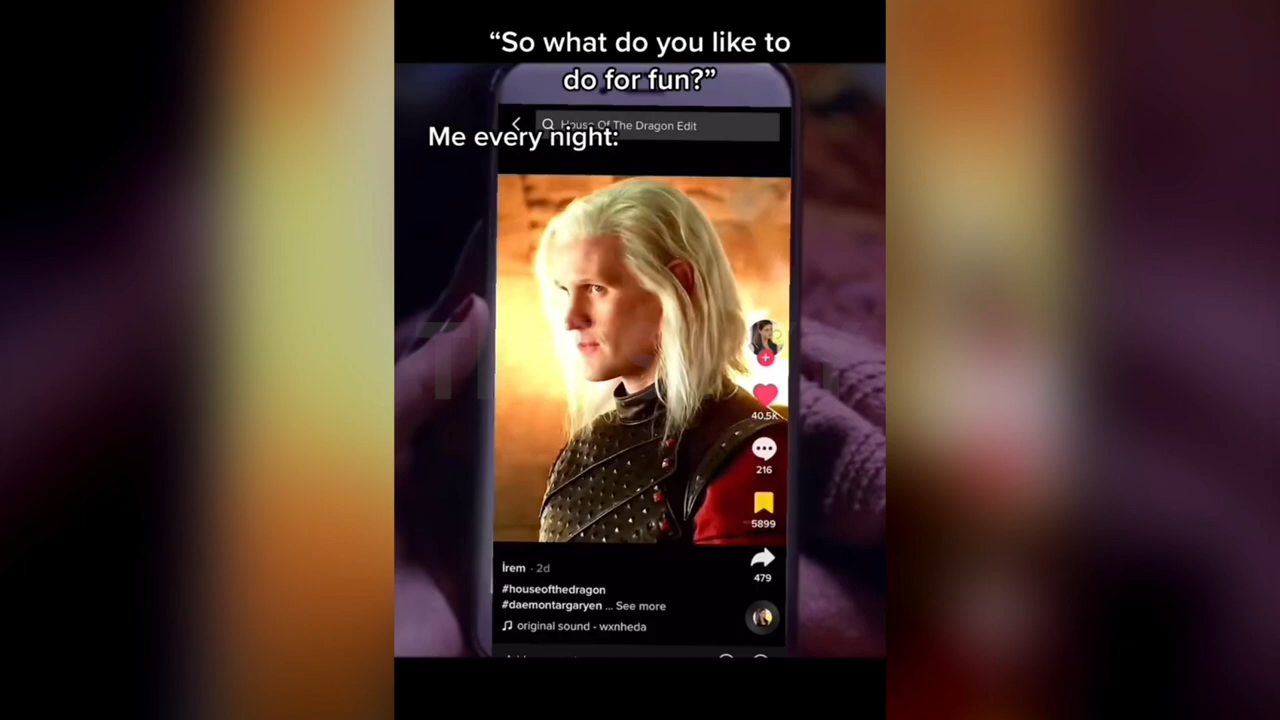 “So what do you like to
do for fun?”
House Of The Dragon Edit
Me every night:
40.5K
216
5899
479
İrem · 2d
#houseofthedragon
#daemontargaryen ... See more
original sound - wxnheda